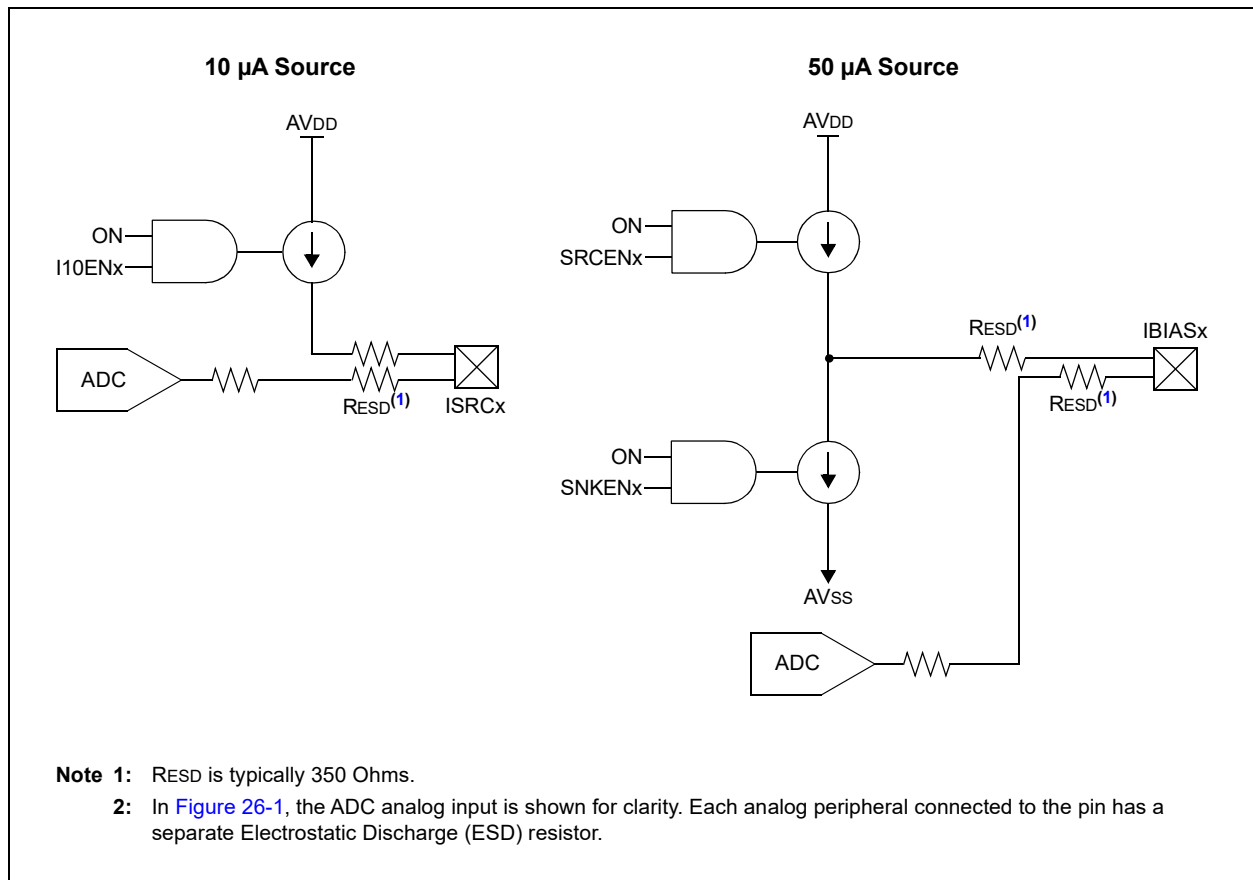 10 µA Source
AVDD
ON
I10ENx
ADC
RESD(1)
ISRCx
50 µA Source
AVDD
ON
SRCENx
RESD(1)
IBIASx
RESD(1)
ON
SNKENx
AVSS
ADC
Note 1: RESD is typically 350 Ohms.
2: In Figure 26-1, the ADC analog input is shown for clarity. Each analog peripheral connected to the pin has a
separate Electrostatic Discharge (ESD) resistor.